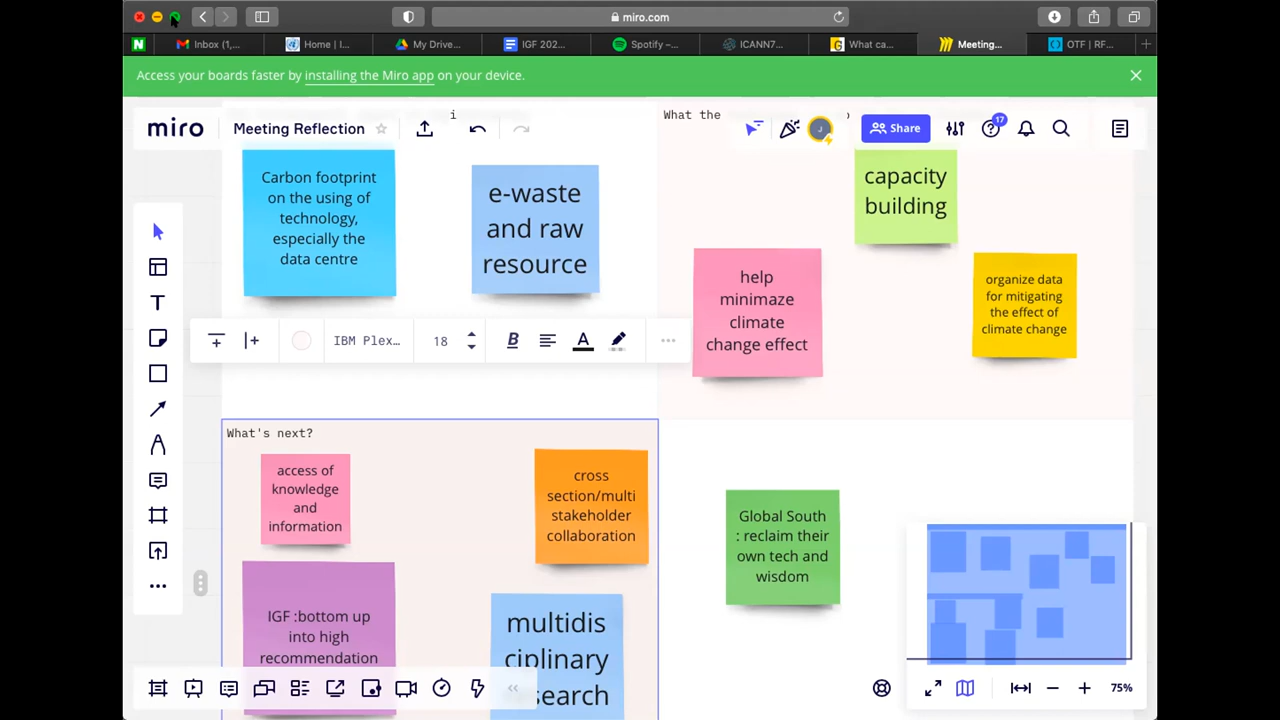 miro.com
Inbox (1,...
Home | I...
My Drive...
IGF 202...
Spotify –...
ICANN7...
What ca...
Meeting...
OTF | RF...
Access your boards faster by installing the Miro app on your device.
miro
Meeting Reflection
J
Share
17
What the
Carbon footprint
on the using of
technology,
especially the
data centre
e-waste
and raw
resource
capacity
building
help
minimaze
climate
change effect
organize data
for mitigating
the effect of
climate change
IBM Plex...
18
B
A
What's next?
access of
knowledge
and
information
cross
section/multi
stakeholder
collaboration
Global South
: reclaim their
own tech and
wisdom
IGF :bottom up
into high
recommendation
multidis
ciplinary
search
75%